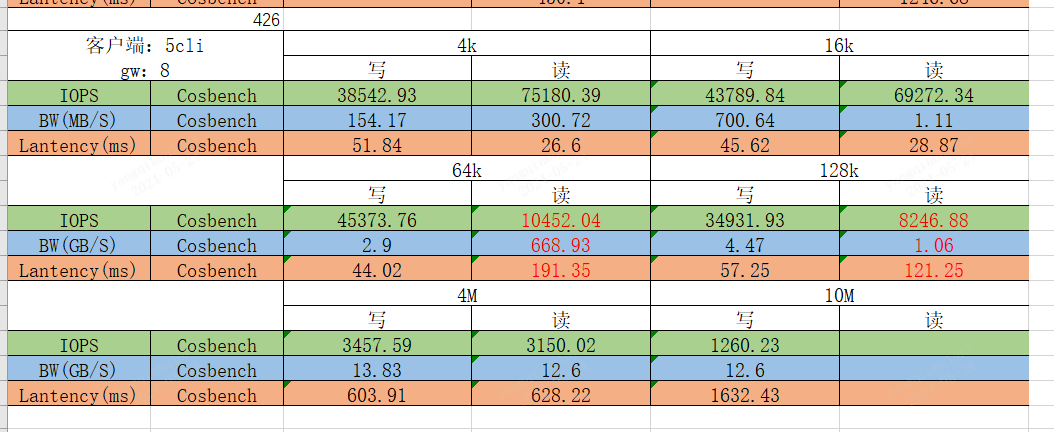 426
客户端：5cli 4k 16k
gw：8 写 读 写 读
IOPS Cosbench 38542.93 75180.39 43789.84 69272.34
BW(MB/S) Cosbench 154.17 300.72 700.64 1.11
Lantency(ms) Cosbench 51.84 26.6 45.62 28.87
64k 128k
写 读 写 读
IOPS Cosbench 45373.76 10452.04 34931.93 8246.88
BW(GB/S) Cosbench 2.9 668.93 4.47 1.06
Lantency(ms) Cosbench 44.02 191.35 57.25 121.25
4M 10M
写 读 写 读
IOPS Cosbench 3457.59 3150.02 1260.23
BW(GB/S) Cosbench 13.83 12.6 12.6
Lantency(ms) Cosbench 603.91 628.22 1632.43